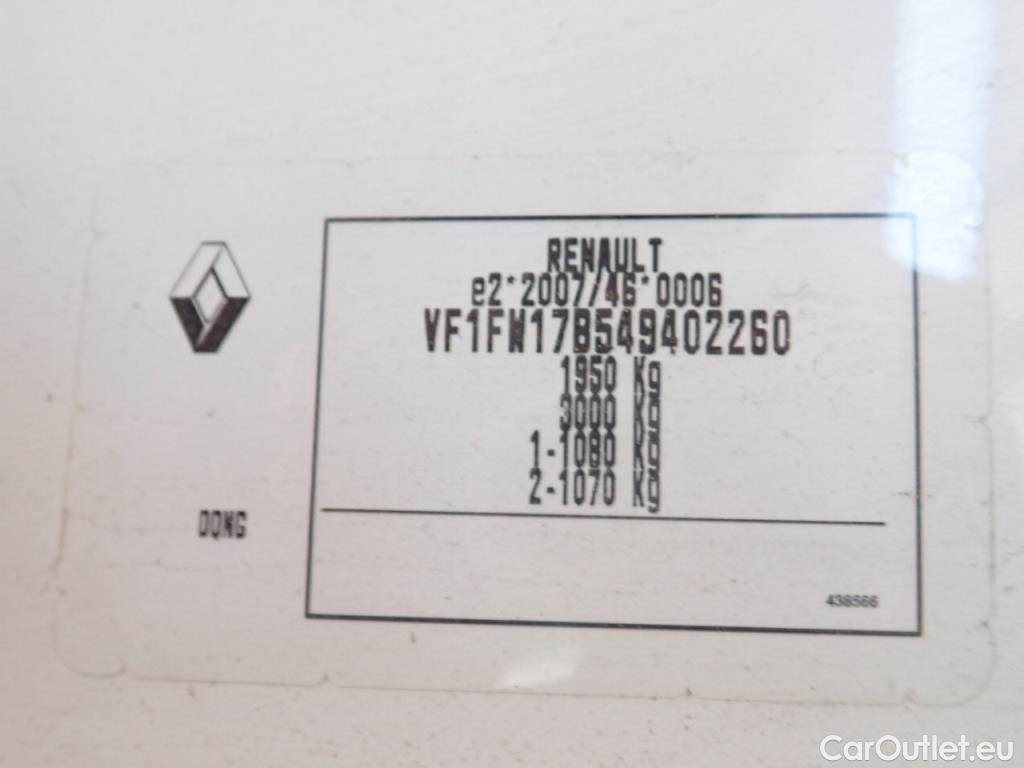 RENAULT
e2*2007/46*0006
VF1FW17B549402260
1950 Kg
3000 Kg
1-1080 Kg
2-1070 Kg
DQNG
438566
CarOutlet.eu